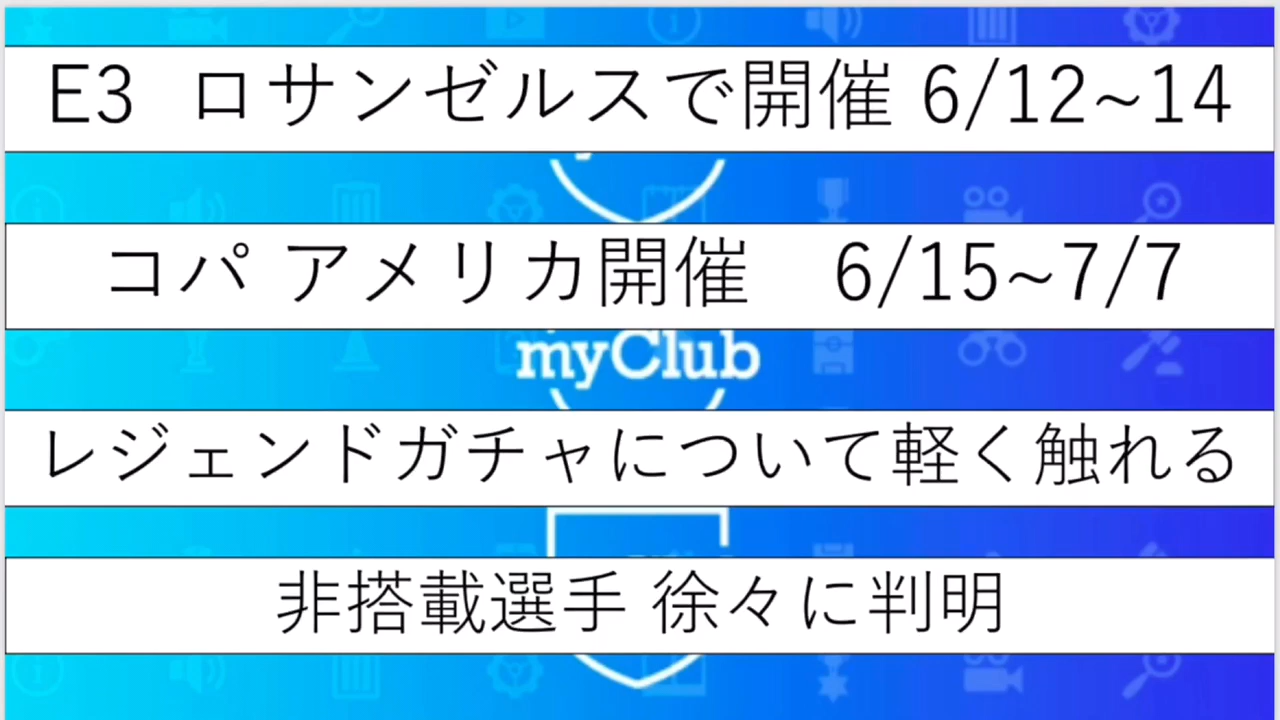 E3 ロサンゼルスで開催 6/12~14
コパ アメリカ開催 6/15~7/7
myClub
レジェンドガチャについて軽く触れる
非搭載選手 徐々に判明